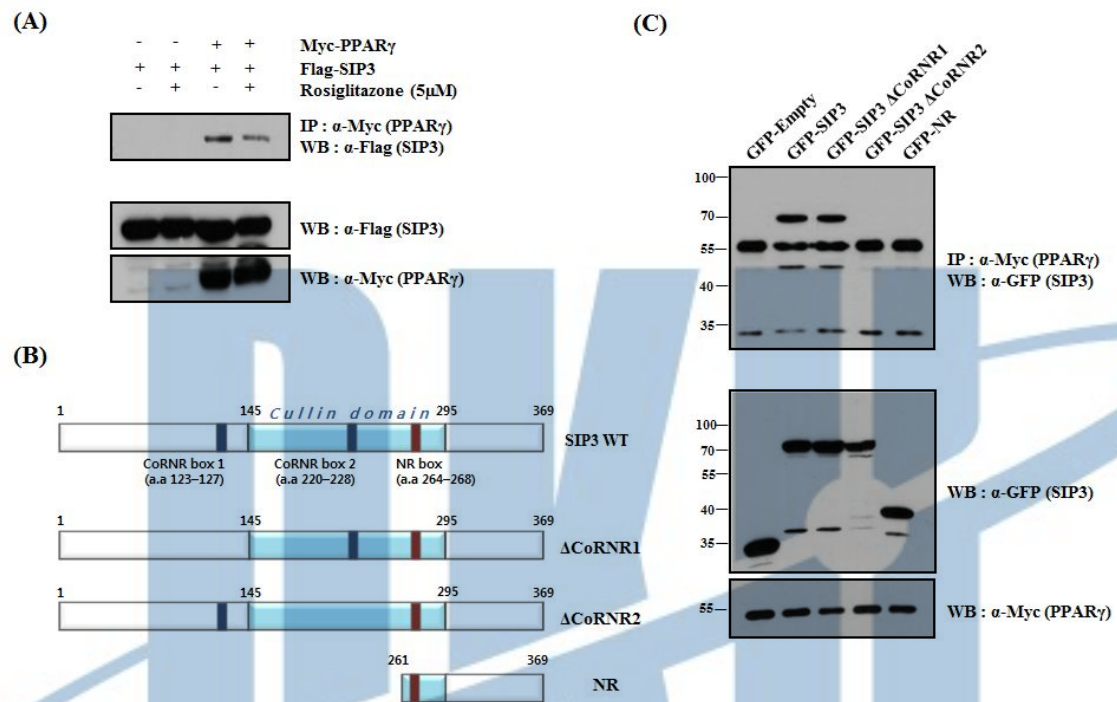 (A)
- - + + Myc-PPARγ
+ + + + Flag-SIP3
- + - + Rosiglitazone (5μM)
IP : α-Myc (PPARγ)
WB : α-Flag (SIP3)
WB : α-Flag (SIP3)
WB : α-Myc (PPARγ)
(B)
1 145 Cullin domain 295 369
SIP3 WT
CoRNR box 1 CoRNR box 2 NR box
(a.a 123–127) (a.a 220–228) (a.a 264–268)
1 145 295 369
ΔCoRNR1
1 145 295 369
ΔCoRNR2
261 369
NR
(C)
GFP-Empty
GFP-SIP3
GFP-SIP3 ΔCoRNR1
GFP-SIP3 ΔCoRNR2
GFP-NR
100
70
55
40
35
IP : α-Myc (PPARγ)
WB : α-GFP (SIP3)
100
70
55
40
35
WB : α-GFP (SIP3)
55
WB : α-Myc (PPARγ)